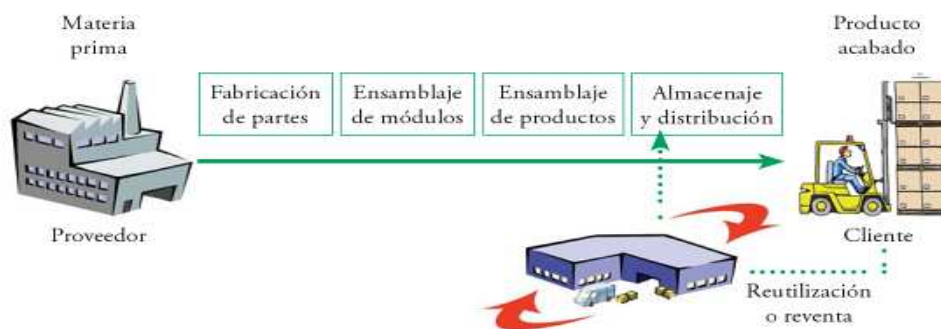 Materia
prima
Producto
acabado
Fabricación
de partes
Ensamblaje
de módulos
Ensamblaje
de productos
Almacenaje
y distribución
Proveedor
Cliente
Reutilización
o reventa